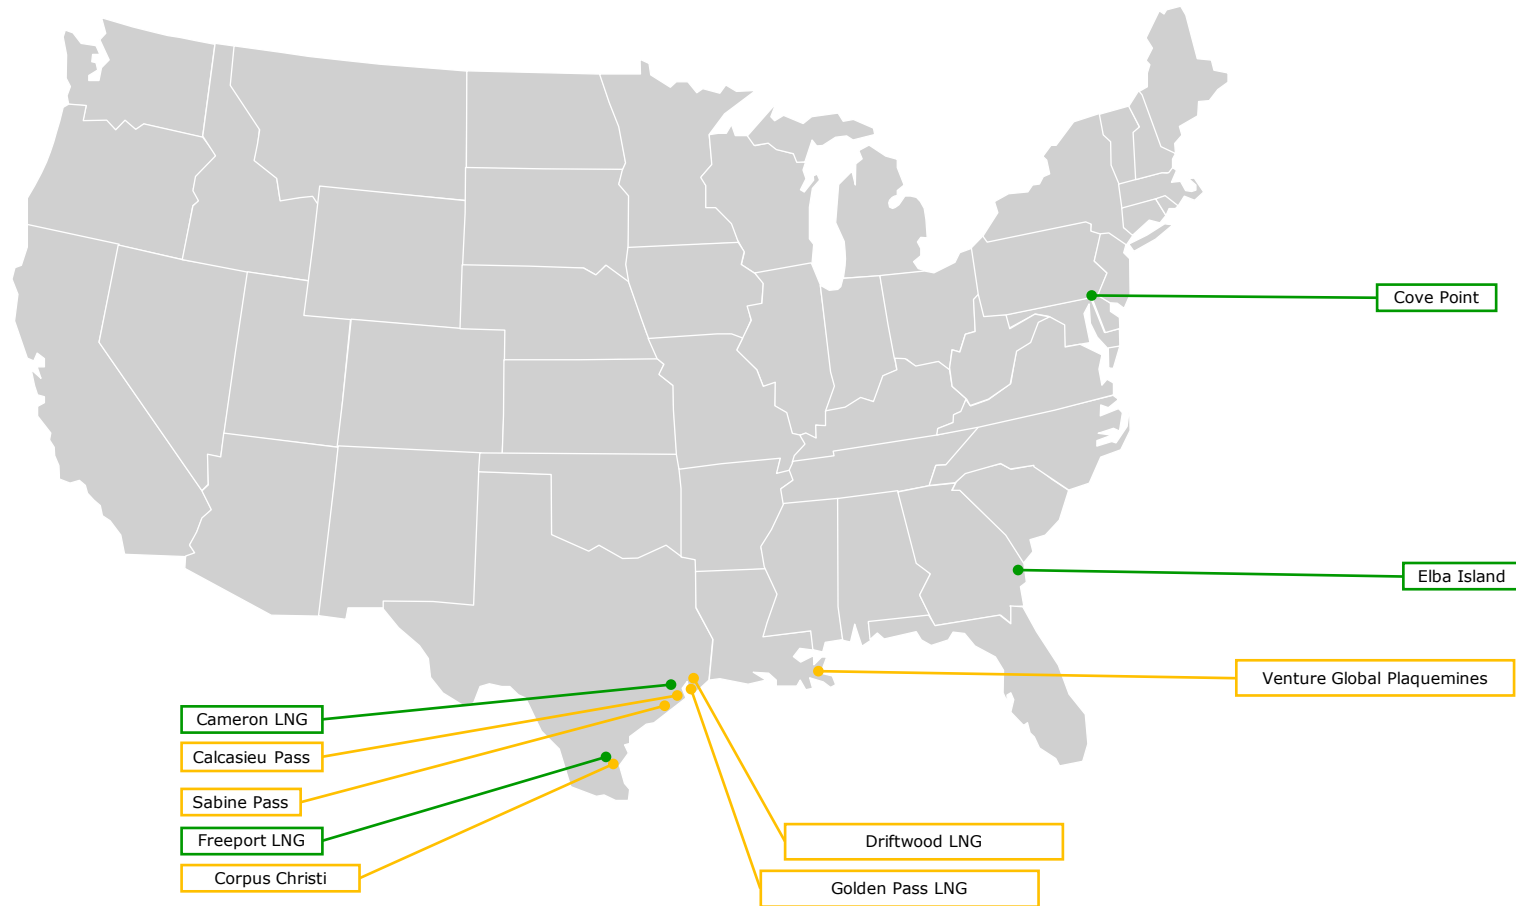 Cove Point
Elba Island
Venture Global Plaquemines
Cameron LNG
Calcasieu Pass
Sabine Pass
Freeport LNG
Driftwood LNG
Corpus Christi
Golden Pass LNG